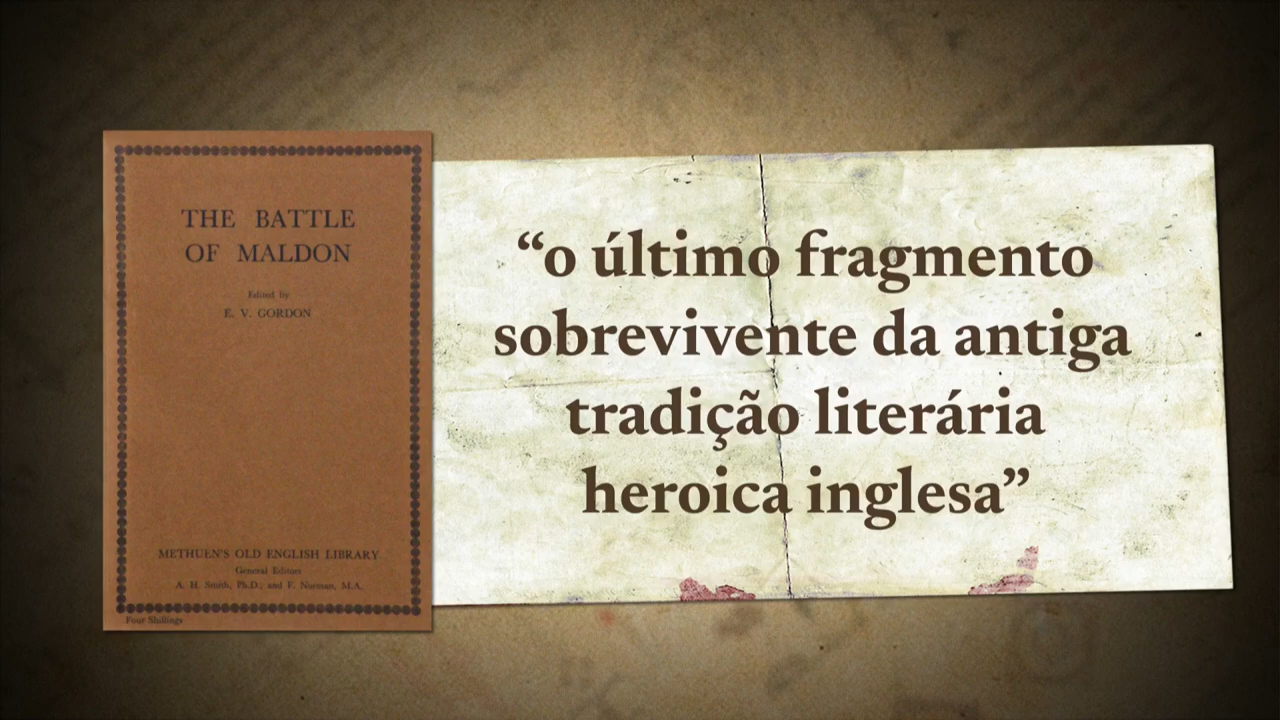 THE BATTLE
OF MALDON
Edited by
E. V. GORDON
METHUEN'S OLD ENGLISH LIBRARY
General Editors
A. H. Smith, Ph.D., and F. Norman, M.A.
Four Shillings
“o último fragmento
sobrevivente da antiga
tradição literária
heroica inglesa”